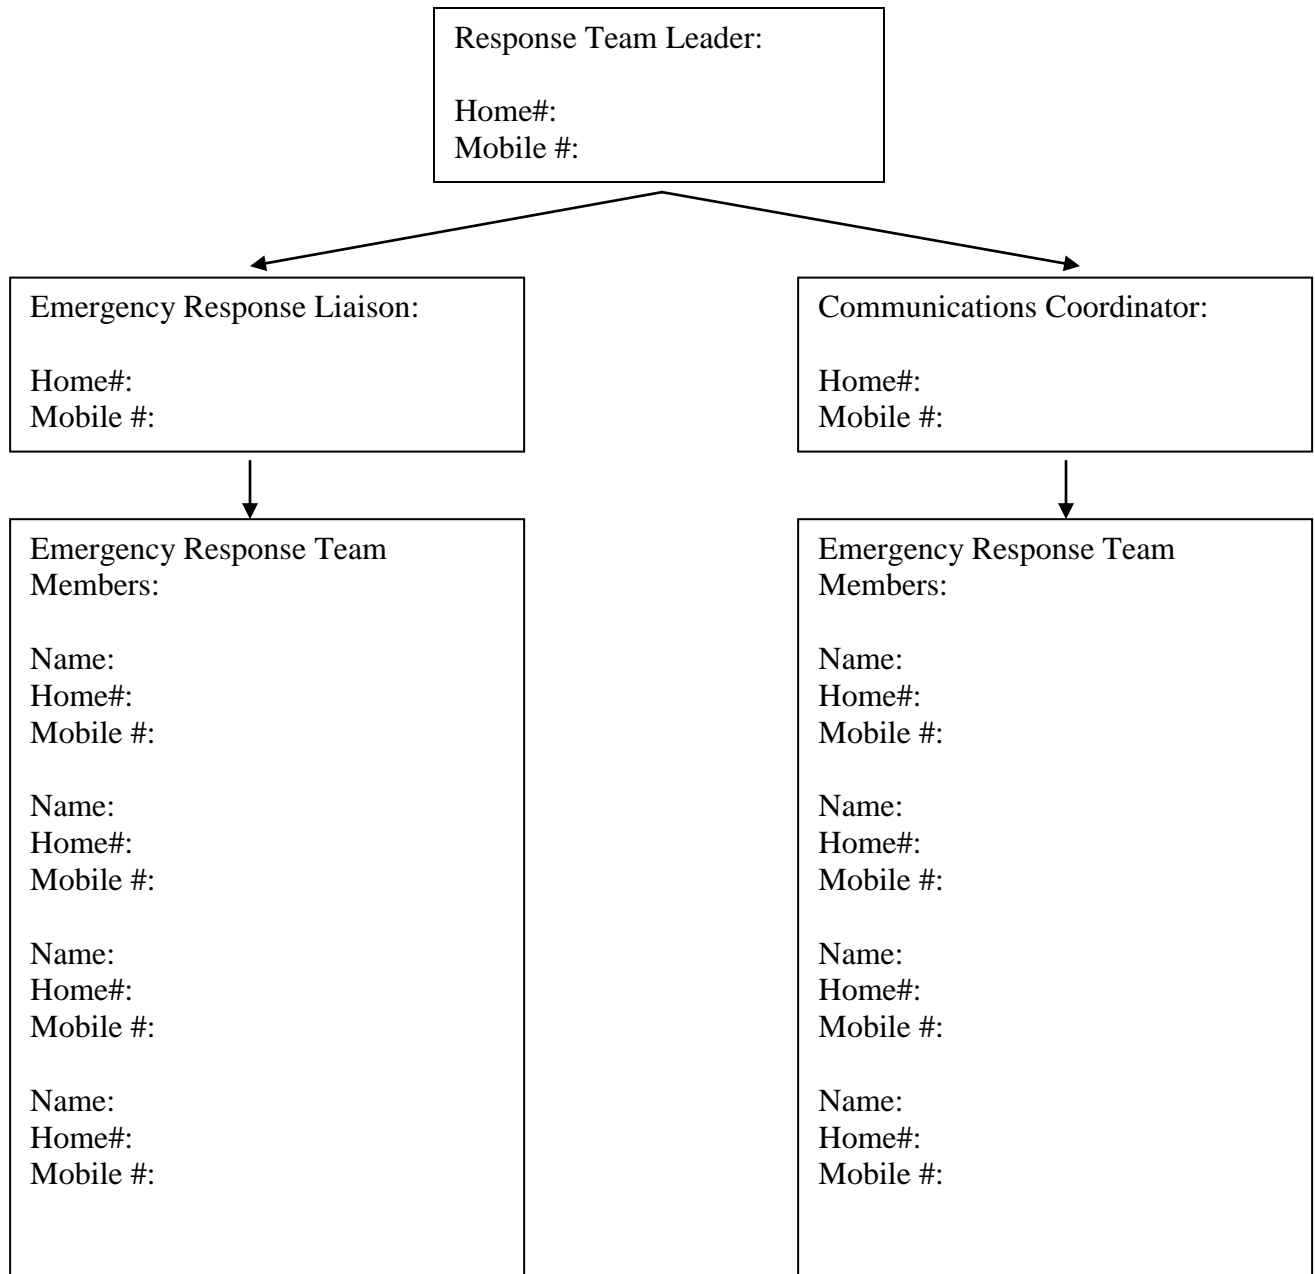 Response Team Leader:
Home#:
Mobile #:
Emergency Response Liaison:
Home#:
Mobile #:
Communications Coordinator:
Home#:
Mobile #:
Emergency Response Team
Members:
Name:
Home#:
Mobile #:
Name:
Home#:
Mobile #:
Name:
Home#:
Mobile #:
Name:
Home#:
Mobile #:
Emergency Response Team
Members:
Name:
Home#:
Mobile #:
Name:
Home#:
Mobile #:
Name:
Home#:
Mobile #:
Name:
Home#:
Mobile #: